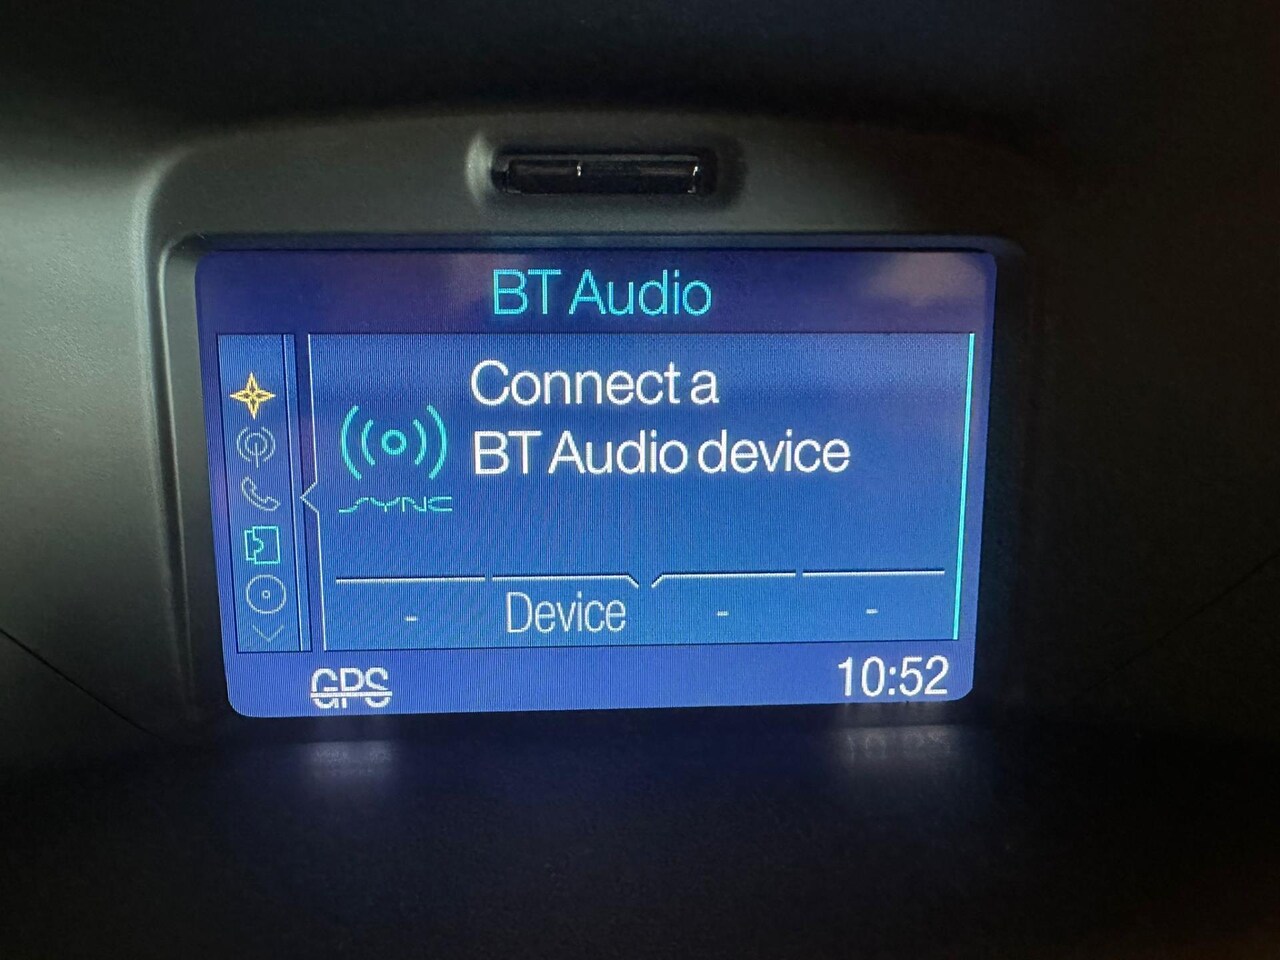 BT Audio
Connect a
BT Audio device
SYNC
- Device - -
GPS
10:52